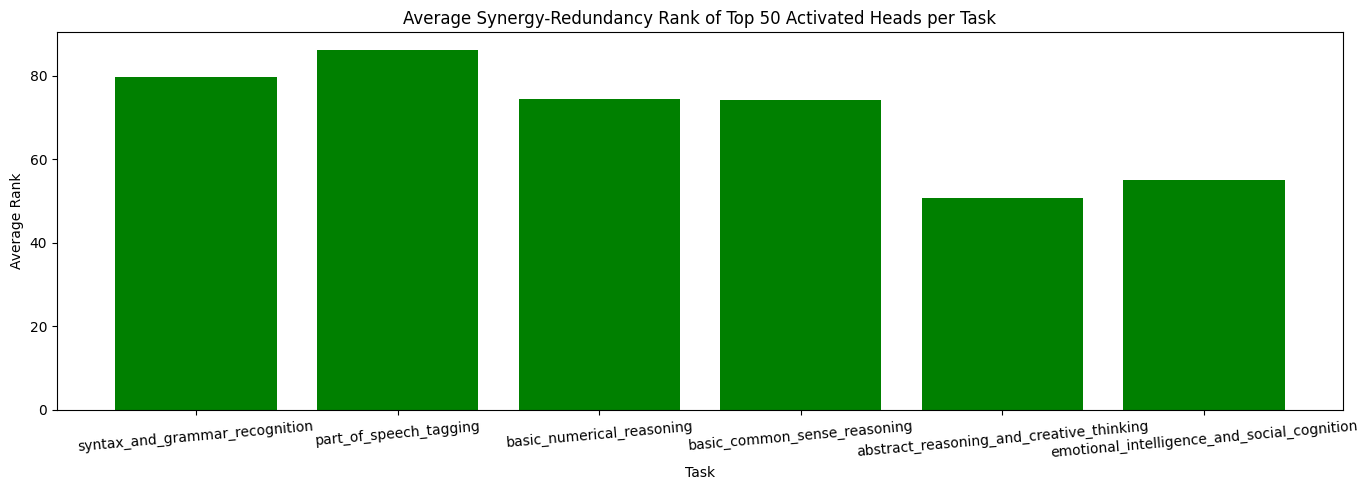 Average Synergy-Redundancy Rank of Top 50 Activated Heads per Task
Average Rank
80
60
40
20
0
syntax_and_grammar_recognition
part_of_speech_tagging
basic_numerical_reasoning
basic_common_sense_reasoning
abstract_reasoning_and_creative_thinking
emotional_intelligence_and_social_cognition
Task